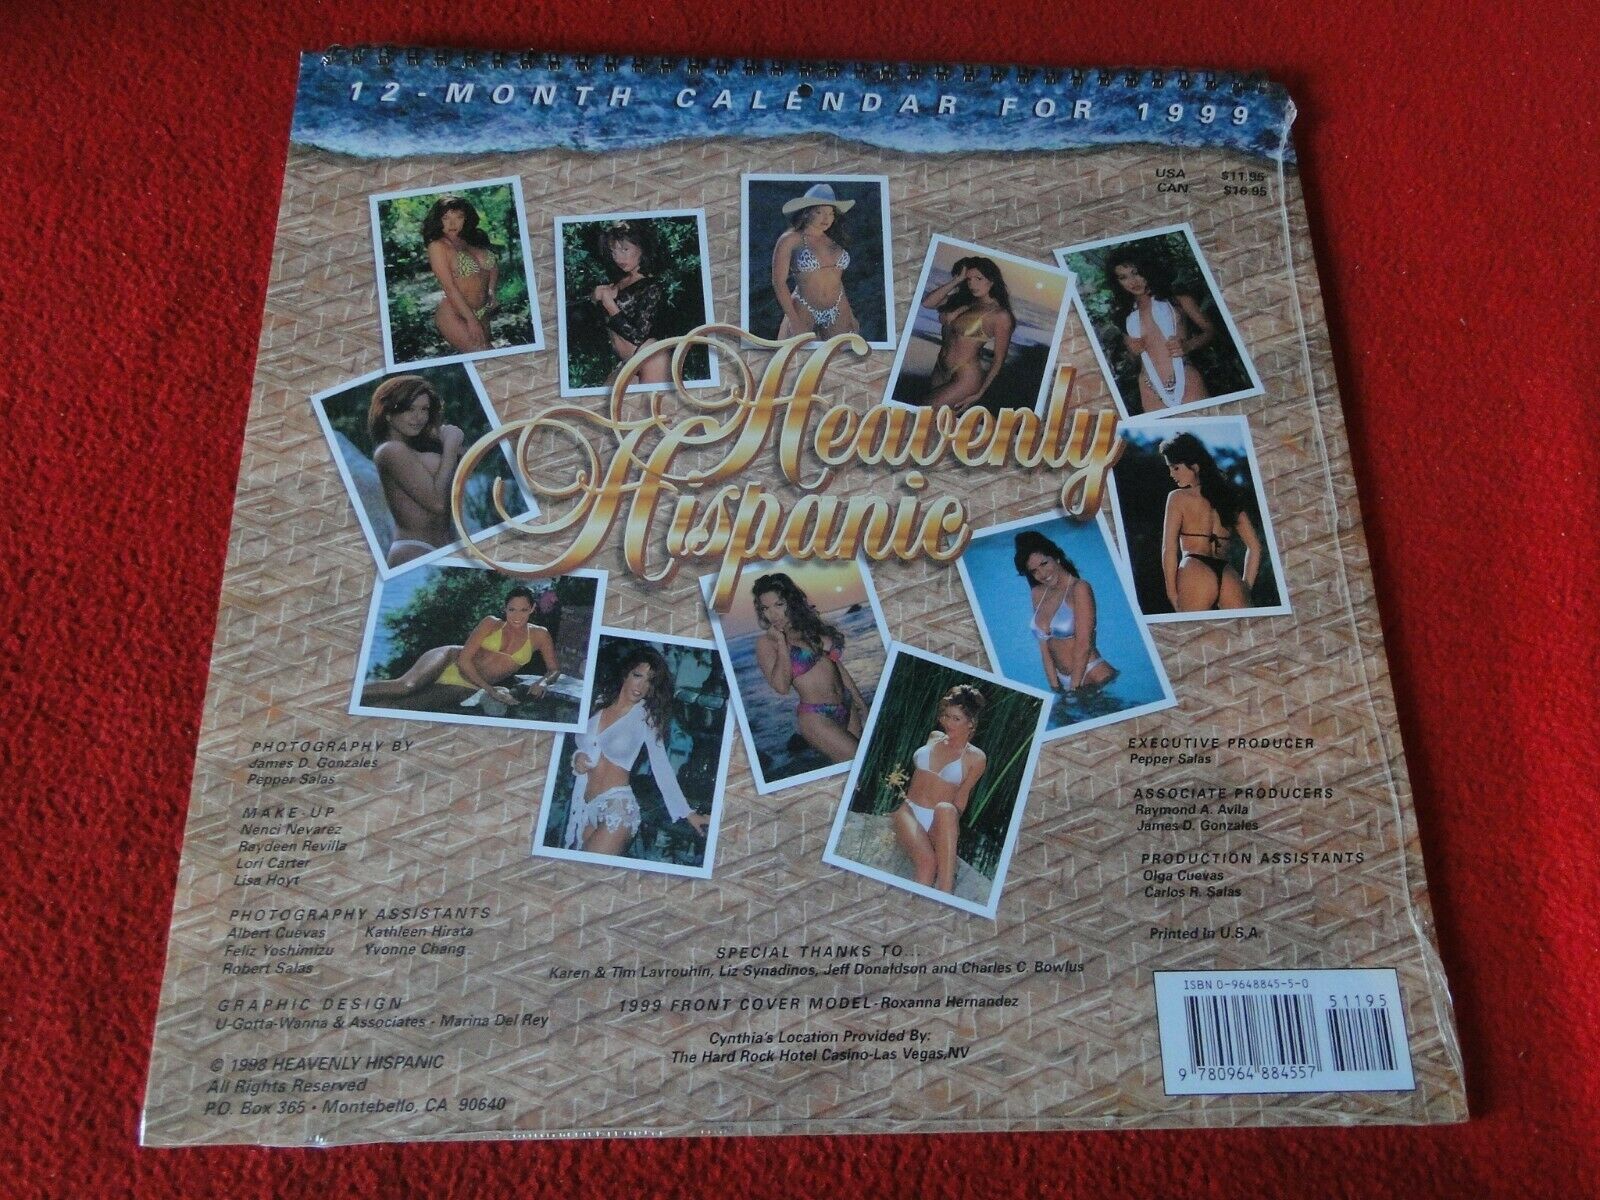 12-MONTH CALENDAR FOR 1999
USA $11.95
CAN. $16.95
Heavenly
Hispanic
PHOTOGRAPHY BY
James D. Gonzales
Pepper Salas
MAKE-UP
Nenci Nevarez
Raydeen Revilla
Lori Carter
Lisa Hoyt
PHOTOGRAPHY ASSISTANTS
Albert Cuevas Kathleen Hirata
Feliz Yoshimizu Yvonne Chang
Robert Salas
GRAPHIC DESIGN
U-Gotta-Wanna & Associates - Marina Del Rey
© 1998 HEAVENLY HISPANIC
All Rights Reserved
P.O. Box 365 • Montebello, CA 90640
SPECIAL THANKS TO...
Karen & Tim Lavrouhin, Liz Synadinos, Jeff Donaldson and Charles C. Bowlus
1999 FRONT COVER MODEL - Roxanna Hernandez
Cynthia's Location Provided By:
The Hard Rock Hotel Casino-Las Vegas, NV
EXECUTIVE PRODUCER
Pepper Salas
ASSOCIATE PRODUCERS
Raymond A. Avila
James D. Gonzales
PRODUCTION ASSISTANTS
Olga Cuevas
Carlos R. Salas
Printed In U.S.A.
ISBN 0-9648845-5-0
51195
9 780964 884557